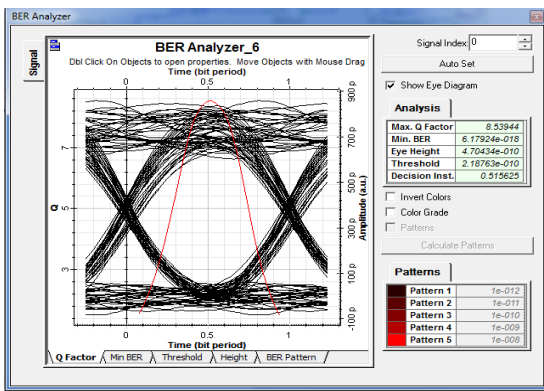 BER Analyzer
Signal
BER Analyzer_6
Dbl Click On Objects to open properties. Move Objects with Mouse Drag
Time (bit period)
0 0.5 1
Q
7
5
3
Amplitude (a.u.)
900 p
700 p
500 p
300 p
100 p
-100 p
0 0.5 1
Time (bit period)
Q Factor Min BER Threshold Height BER Pattern
Signal Index: 0
Auto Set
Show Eye Diagram
Analysis
Max. Q Factor 8.53944
Min. BER 6.17924e-018
Eye Height 4.70434e-010
Threshold 2.18763e-010
Decision Inst. 0.515625
Invert Colors
Color Grade
Patterns
Calculate Patterns
Patterns
Pattern 1 1e-012
Pattern 2 1e-011
Pattern 3 1e-010
Pattern 4 1e-009
Pattern 5 1e-008